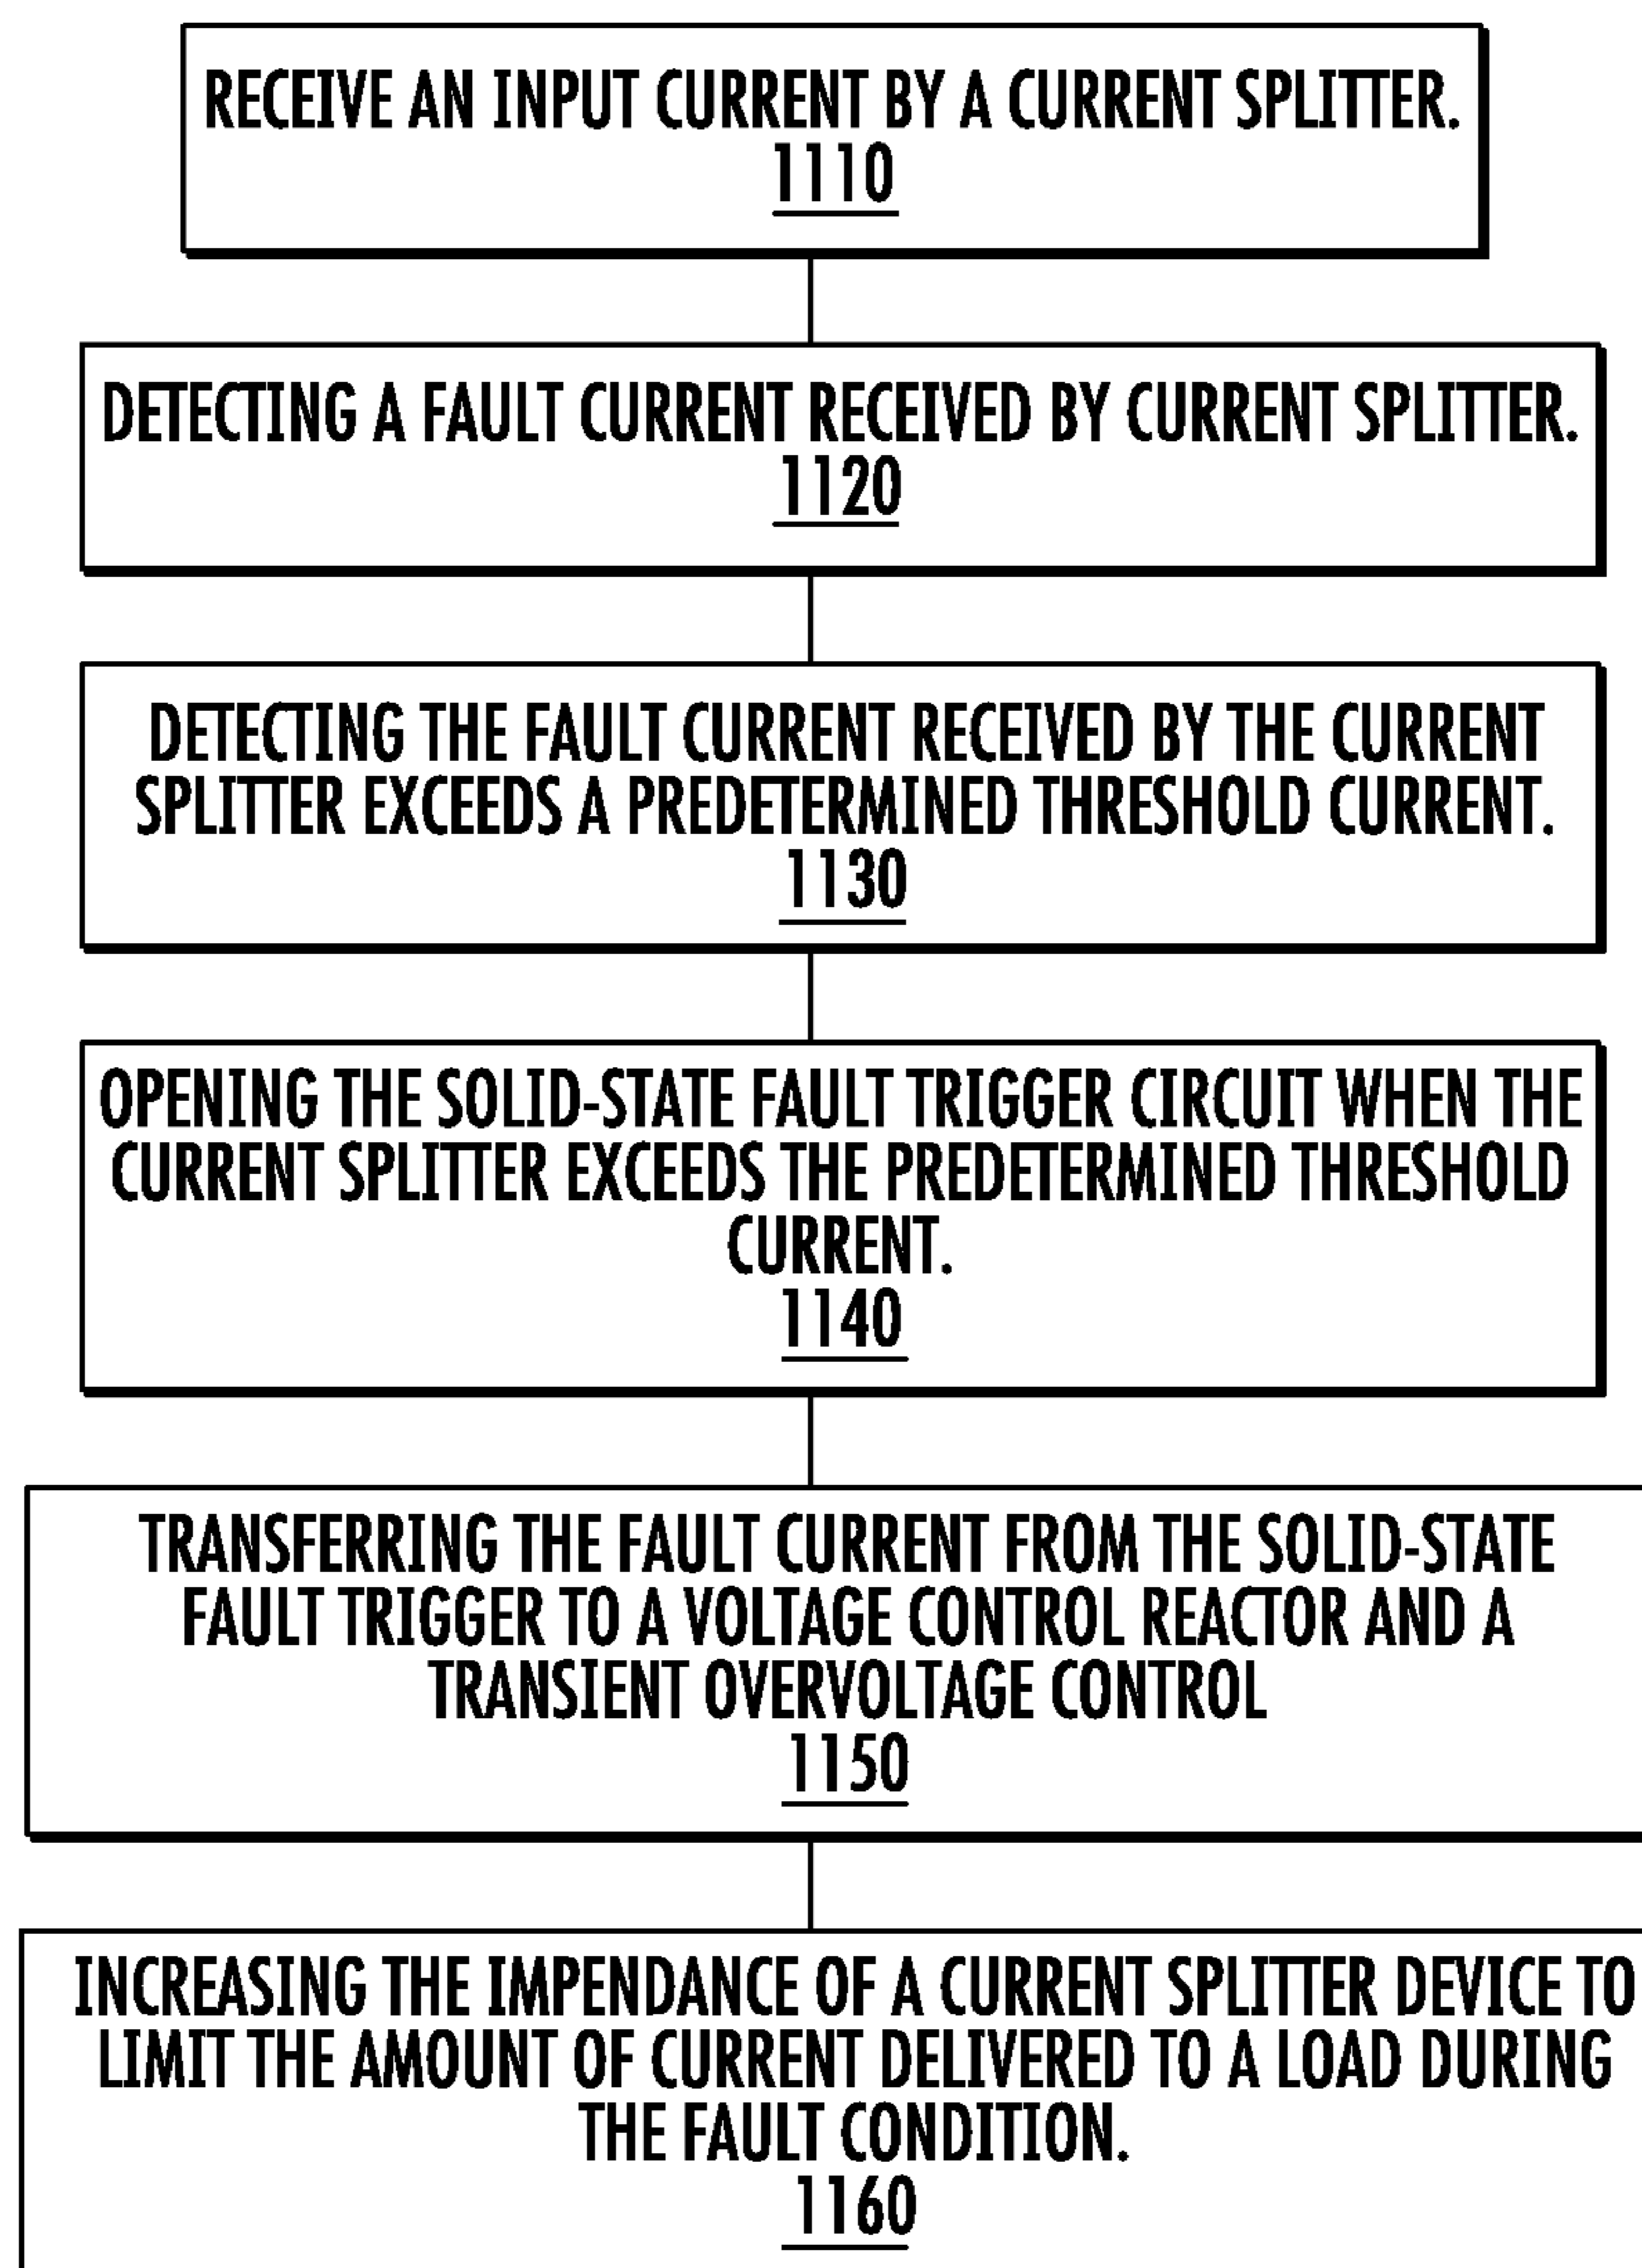 RECEIVE AN INPUT CURRENT BY A CURRENT SPLITTER.
1110
DETECTING A FAULT CURRENT RECEIVED BY CURRENT SPLITTER.
1120
DETECTING THE FAULT CURRENT RECEIVED BY THE CURRENT
SPLITTER EXCEEDS A PREDETERMINED THRESHOLD CURRENT.
1130
OPENING THE SOLID-STATE FAULT TRIGGER CIRCUIT WHEN THE
CURRENT SPLITTER EXCEEDS THE PREDETERMINED THRESHOLD
CURRENT.
1140
TRANSFERRING THE FAULT CURRENT FROM THE SOLID-STATE
FAULT TRIGGER TO A VOLTAGE CONTROL REACTOR AND A
TRANSIENT OVERVOLTAGE CONTROL
1150
INCREASING THE IMPENDANCE OF A CURRENT SPLITTER DEVICE TO
LIMIT THE AMOUNT OF CURRENT DELIVERED TO A LOAD DURING
THE FAULT CONDITION.
1160